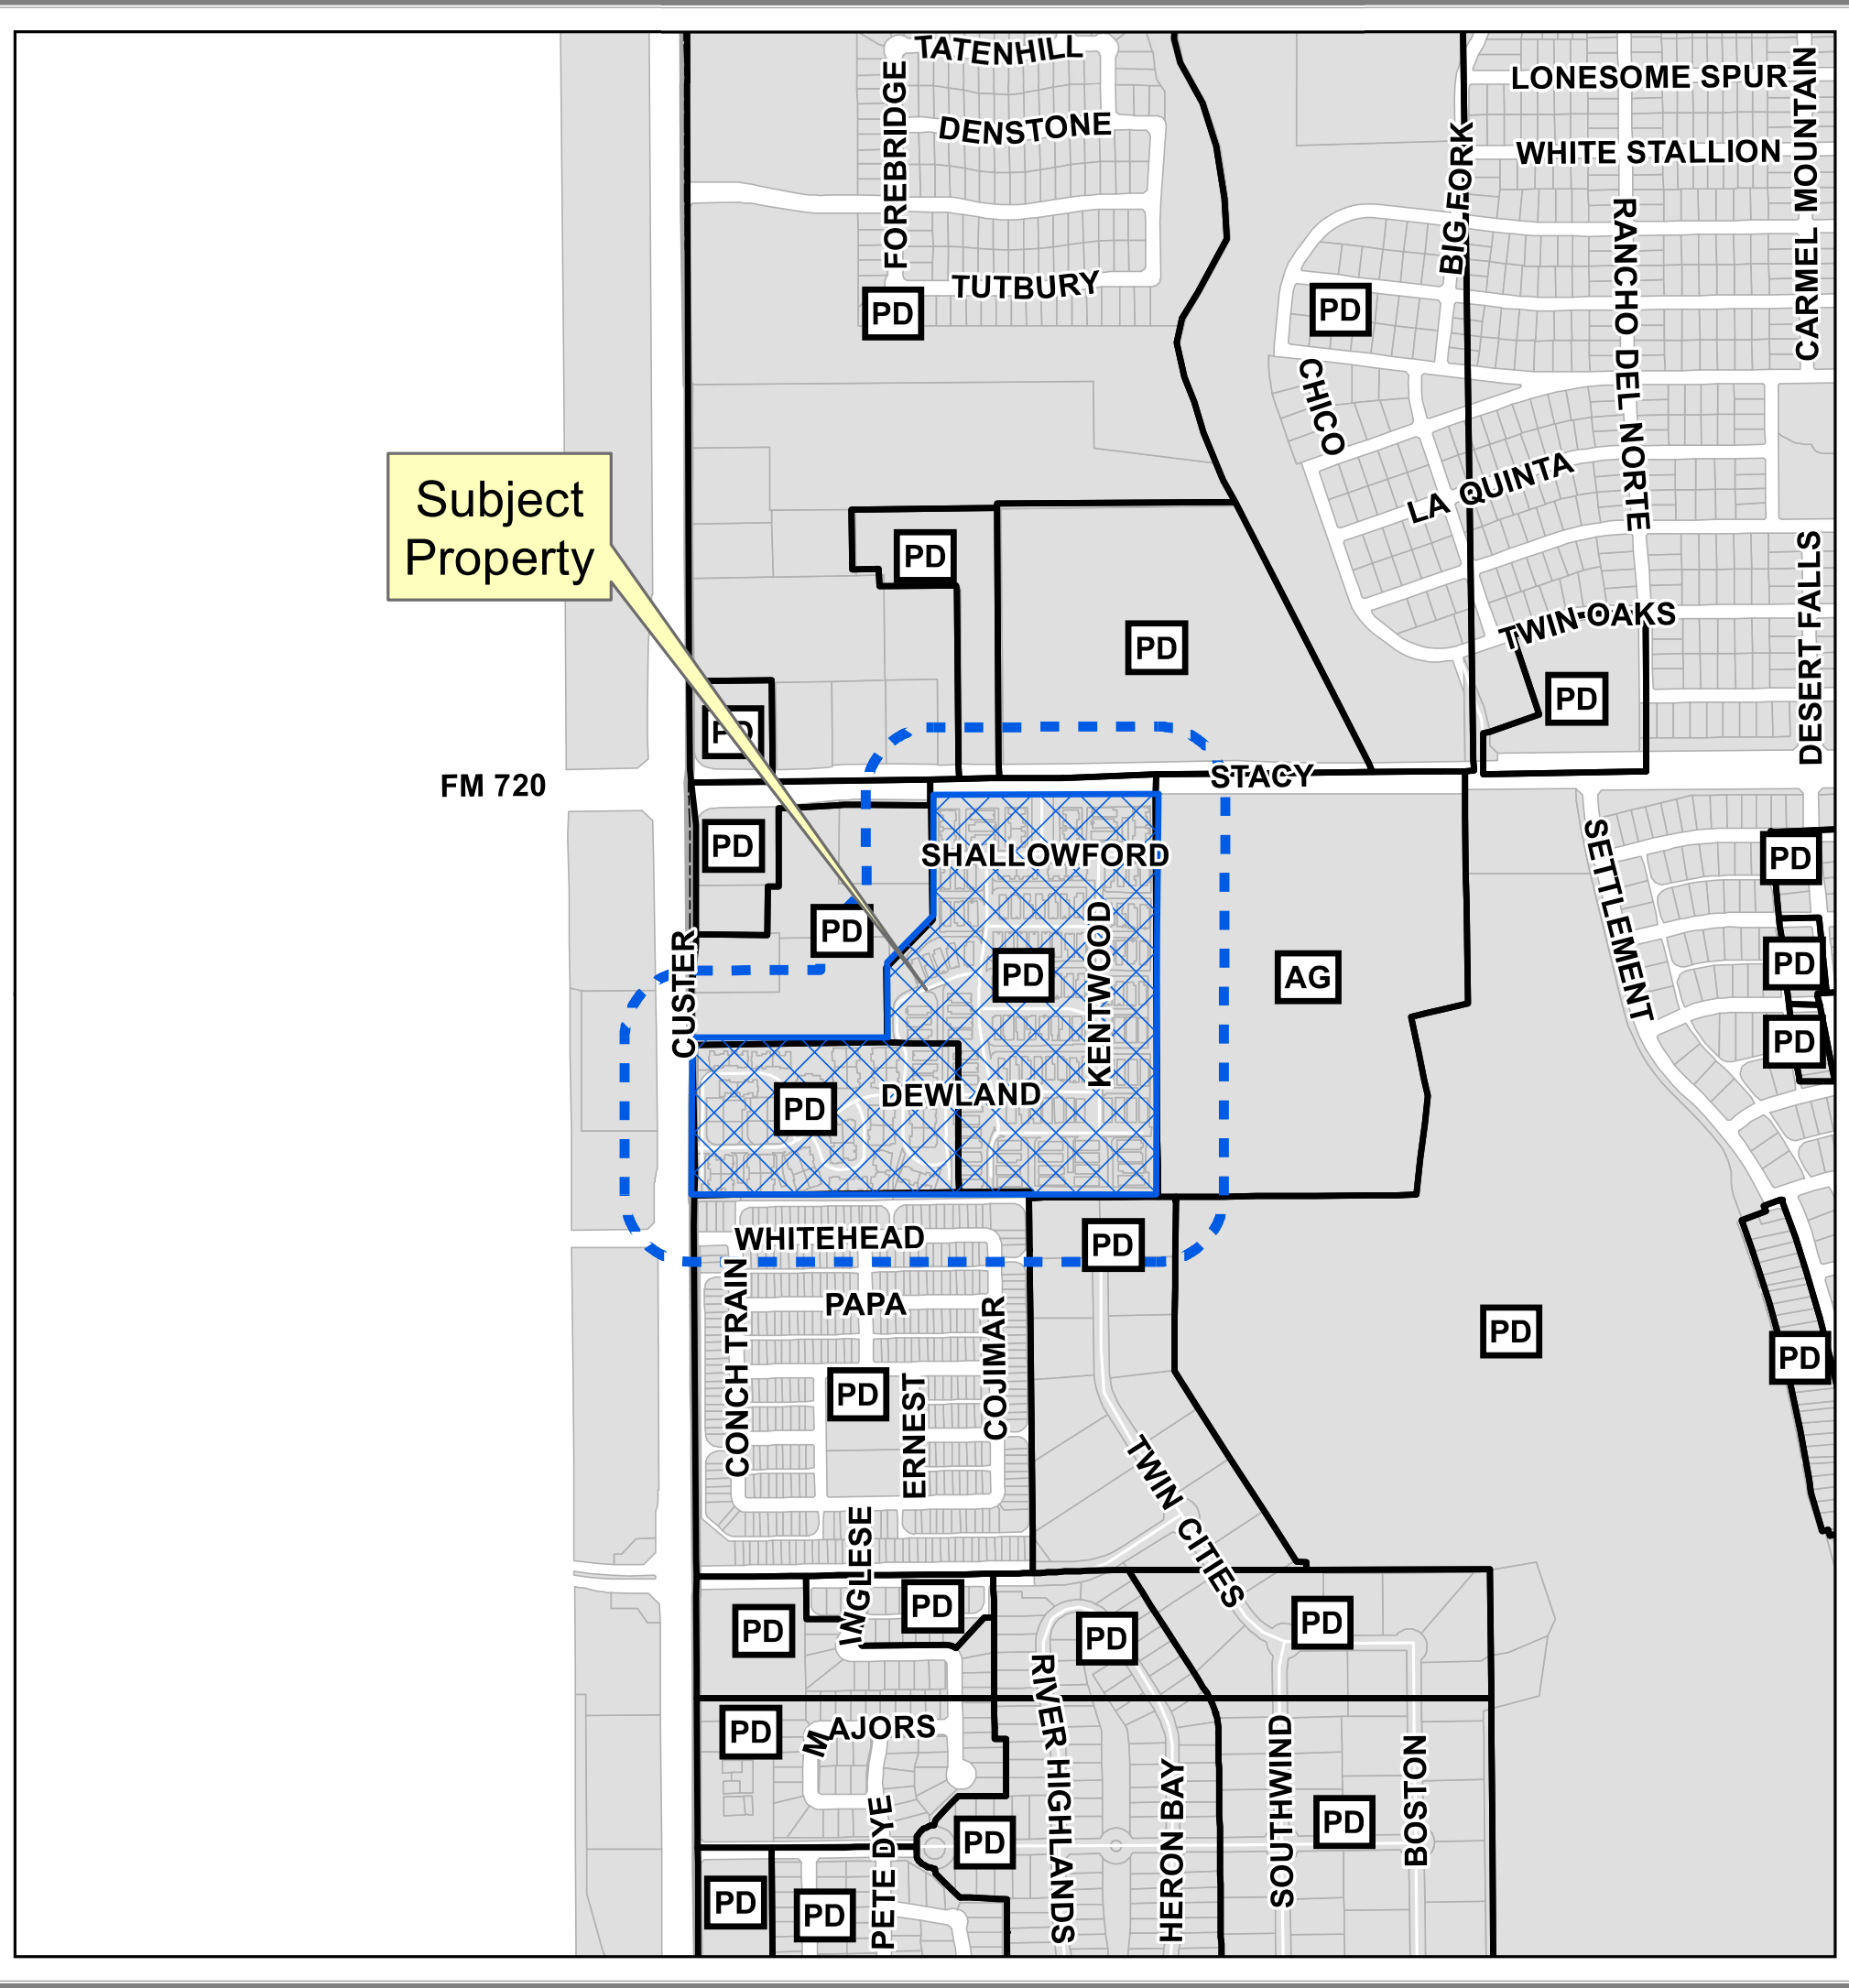 TATENHILL
LONESOME SPUR
DENSTONE
WHITE STALLION
FOREBRIDGE
BIG FORK
CARMEL MOUNTAIN
TUTBURY
PD
PD
RANCHO DEL NORTE
CHICO
LA QUINTA
Subject
Property
PD
PD
TWIN OAKS
PD
DESERT FALLS
PD
FM 720
STACY
PD
SHALLOWFORD
SETTLEMENT
PD
PD
PD
KENTWOOD
AG
PD
CUSTER
PD
DEWLAND
PD
WHITEHEAD
PD
PAPA
CONCH TRAIN
COJIMAR
PD
PD
PD
ERNEST
TWIN CITIES
INGLESE
PD
PD
PD
PD
RIVER HIGHLANDS
PD
MAJORS
SOUTHWIND
BOSTON
HERON BAY
PETE DYE
PD
PD
PD
PD